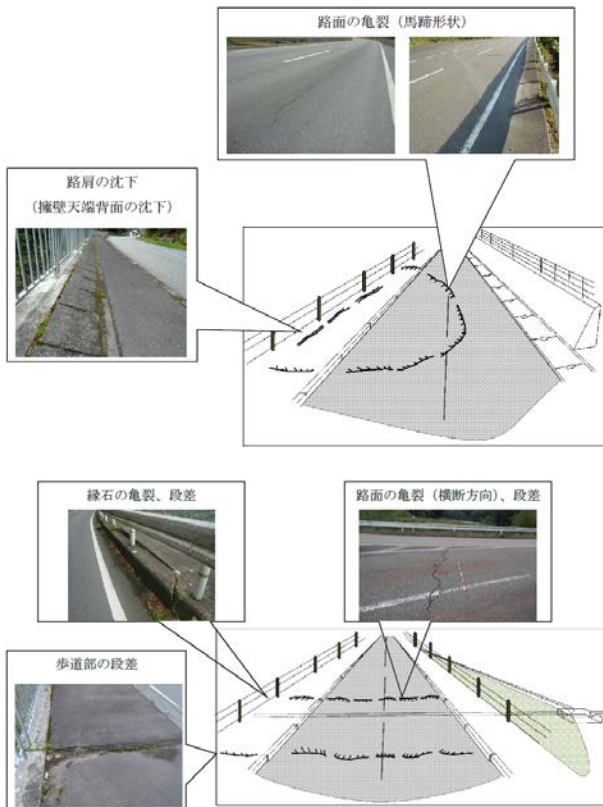 路面の亀裂（馬蹄形状）
路肩の沈下
（擁壁天端背面の沈下）
縁石の亀裂、段差
路面の亀裂（横断方向）、段差
歩道部の段差